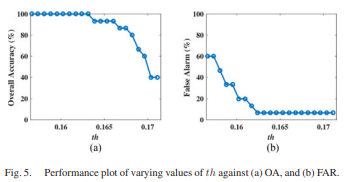 100
80
60
40
20
0
Overall Accuracy (%)
0.16 0.165 0.17
th
(a)
100
80
60
40
20
0
False Alarm (%)
0.16 0.165 0.17
th
(b)
Fig. 5. Performance plot of varying values of th against (a) OA, and (b) FAR.